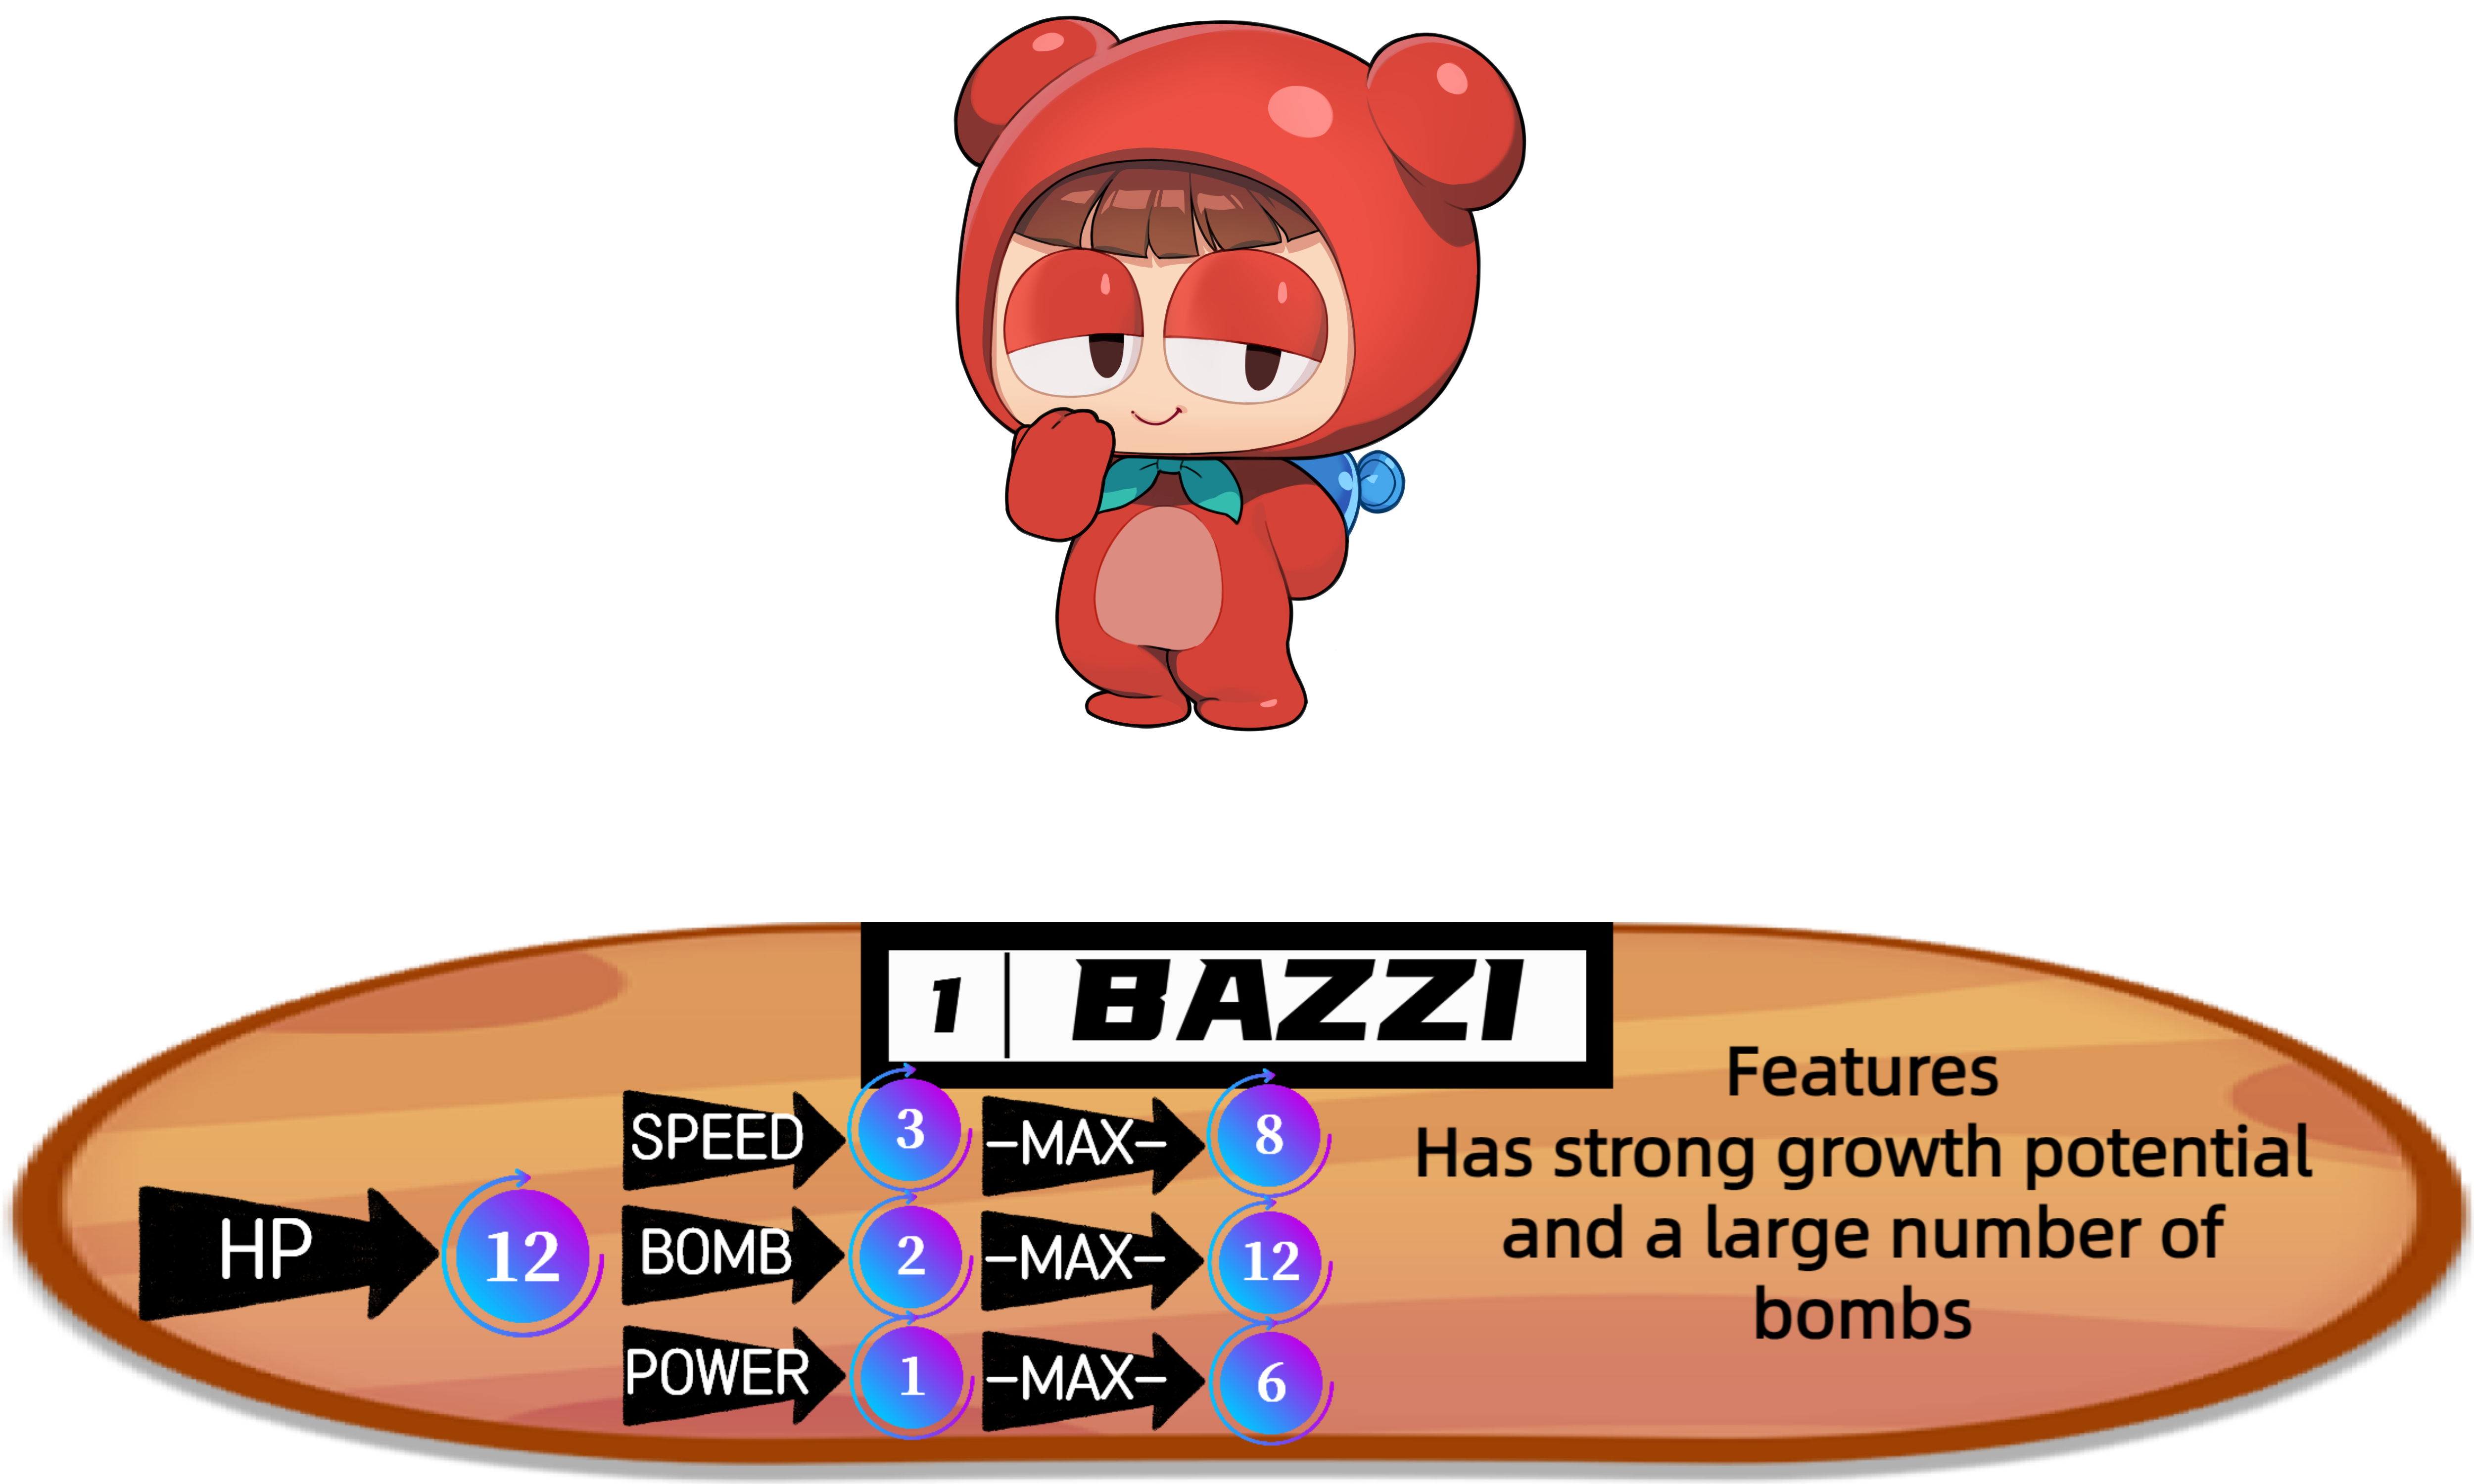 1 BAZZI
HP 12
SPEED 3 -MAX- 8
BOMB 2 -MAX- 12
POWER 1 -MAX- 6
Features
Has strong growth potential
and a large number of
bombs